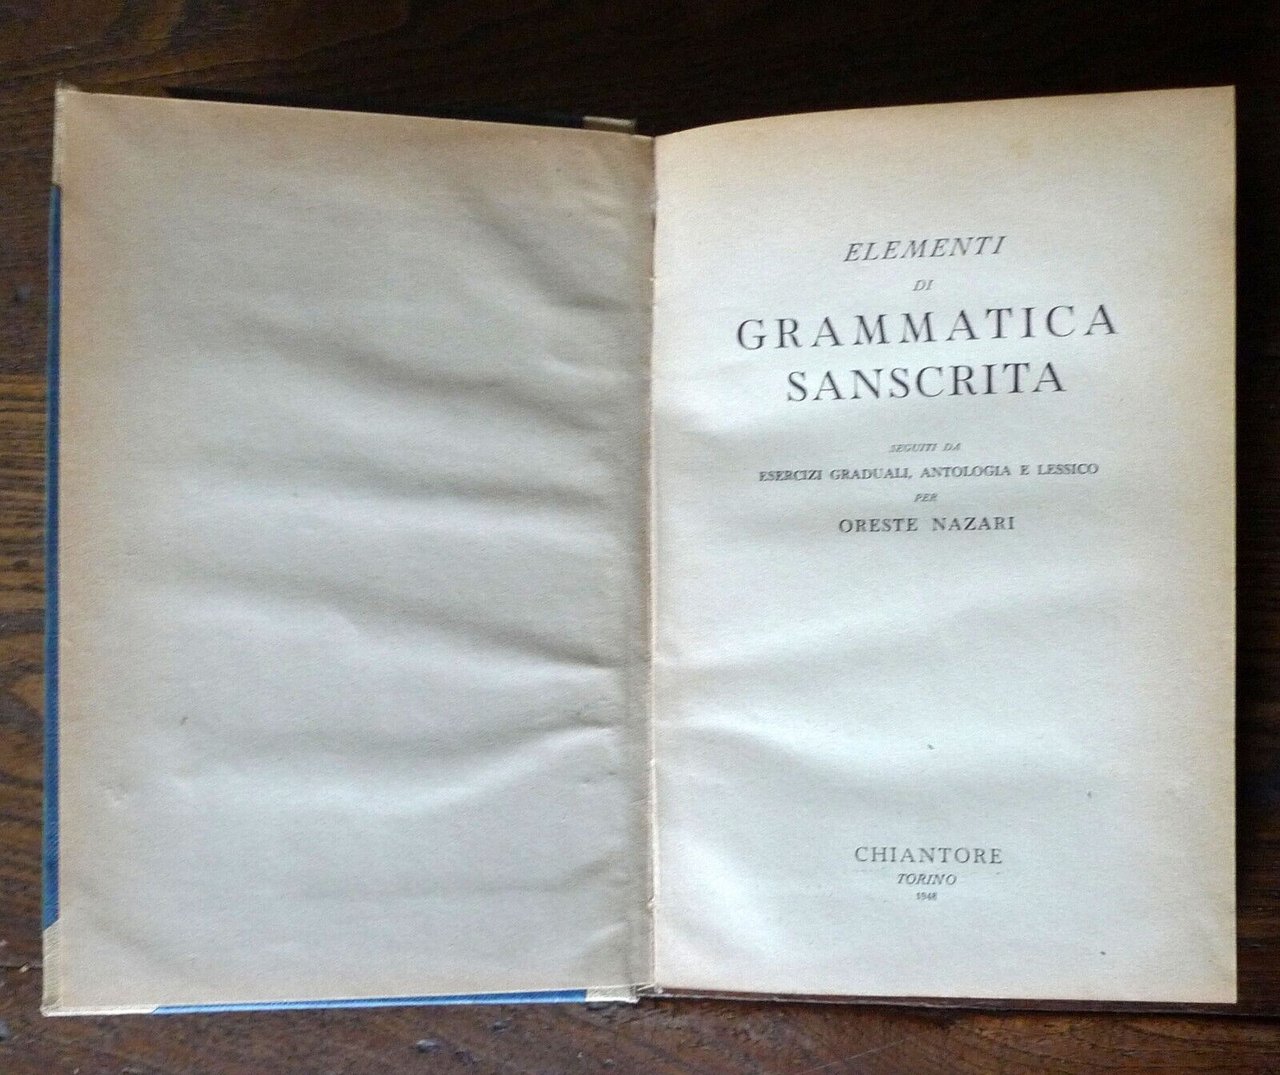 ELEMENTI
DI
GRAMMATICA
SANSCRITA
SEGUITI DA
ESERCIZI GRADUALI, ANTOLOGIA E LESSICO
PER
ORESTE NAZARI
CHIANTORE
TORINO
1948